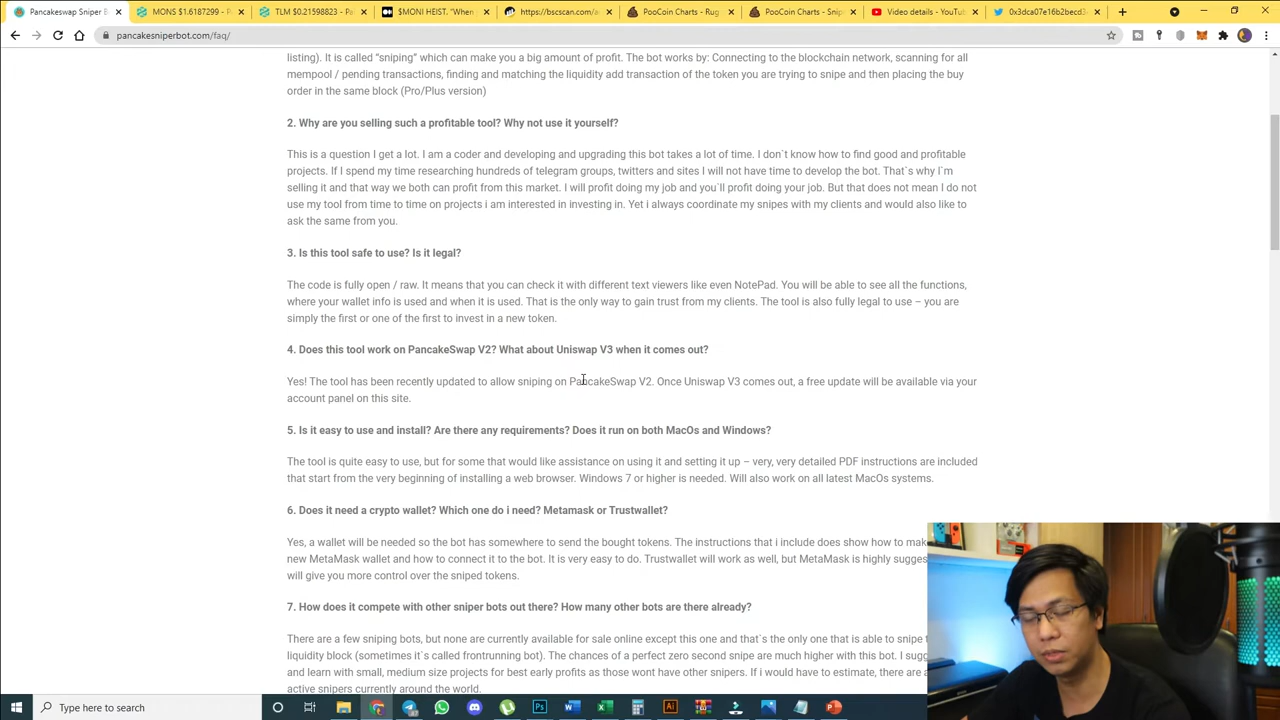 Pancakeswap Sniper B
MONS $1.6187299 - P
TLM $0.21598823 - Pa
$MONI HEIST. "When
https://bscscan.com/a
PooCoin Charts - Rug
PooCoin Charts - Snip
Video details - YouTu
0x3dca07e16b2becd3
pancakesniperbot.com/faq/
listing). It is called "sniping" which can make you a big amount of profit. The bot works by: Connecting to the blockchain network, scanning for all
mempool / pending transactions, finding and matching the liquidity add transaction of the token you are trying to snipe and then placing the buy
order in the same block (Pro/Plus version)
2. Why are you selling such a profitable tool? Why not use it yourself?
This is a question I get a lot. I am a coder and developing and upgrading this bot takes a lot of time. I don`t know how to find good and profitable
projects. If I spend my time researching hundreds of telegram groups, twitters and sites I will not have time to develop the bot. That`s why I`m
selling it and that way we both can profit from this market. I will profit doing my job and you`ll profit doing your job. But that does not mean I do not
use my tool from time to time on projects i am interested in investing in. Yet i always coordinate my snipes with my clients and would also like to
ask the same from you.
3. Is this tool safe to use? Is it legal?
The code is fully open / raw. It means that you can check it with different text viewers like even NotePad. You will be able to see all the functions,
where your wallet info is used and when it is used. That is the only way to gain trust from my clients. The tool is also fully legal to use – you are
simply the first or one of the first to invest in a new token.
4. Does this tool work on PancakeSwap V2? What about Uniswap V3 when it comes out?
Yes! The tool has been recently updated to allow sniping on PancakeSwap V2. Once Uniswap V3 comes out, a free update will be available via your
account panel on this site.
5. Is it easy to use and install? Are there any requirements? Does it run on both MacOs and Windows?
The tool is quite easy to use, but for some that would like assistance on using it and setting it up – very, very detailed PDF instructions are included
that start from the very beginning of installing a web browser. Windows 7 or higher is needed. Will also work on all latest MacOs systems.
6. Does it need a crypto wallet? Which one do i need? Metamask or Trustwallet?
Yes, a wallet will be needed so the bot has somewhere to send the bought tokens. The instructions that i include does show how to mak
new MetaMask wallet and how to connect it to the bot. It is very easy to do. Trustwallet will work as well, but MetaMask is highly sugges
will give you more control over the sniped tokens.
7. How does it compete with other sniper bots out there? How many other bots are there already?
There are a few sniping bots, but none are currently available for sale online except this one and that`s the only one that is able to snipe t
liquidity block (sometimes it`s called frontrunning bot). The chances of a perfect zero second snipe are much higher with this bot. I sugg
and learn with small, medium size projects for best early profits as those wont have other snipers. If i would have to estimate, there are a
active snipers currently around the world.
Type here to search